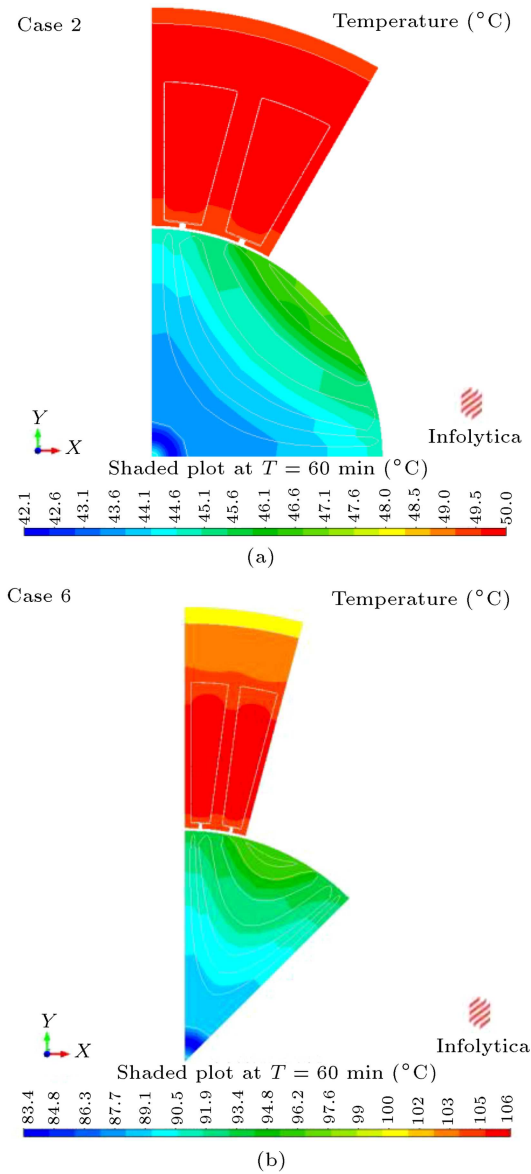 Case 2 Temperature (°C)
Y
X
Infolytica
Shaded plot at T = 60 min (°C)
42.1 42.6 43.1 43.6 44.1 44.6 45.6 46.1 46.6 47.1 47.6 48.0 48.5 49.0 49.5 50.0
(a)
Case 6 Temperature (°C)
Y
X
Infolytica
Shaded plot at T = 60 min (°C)
83.4 84.8 86.3 87.7 89.1 90.5 91.9 93.4 94.8 96.2 97.6 99 100 102 103 105 106
(b)